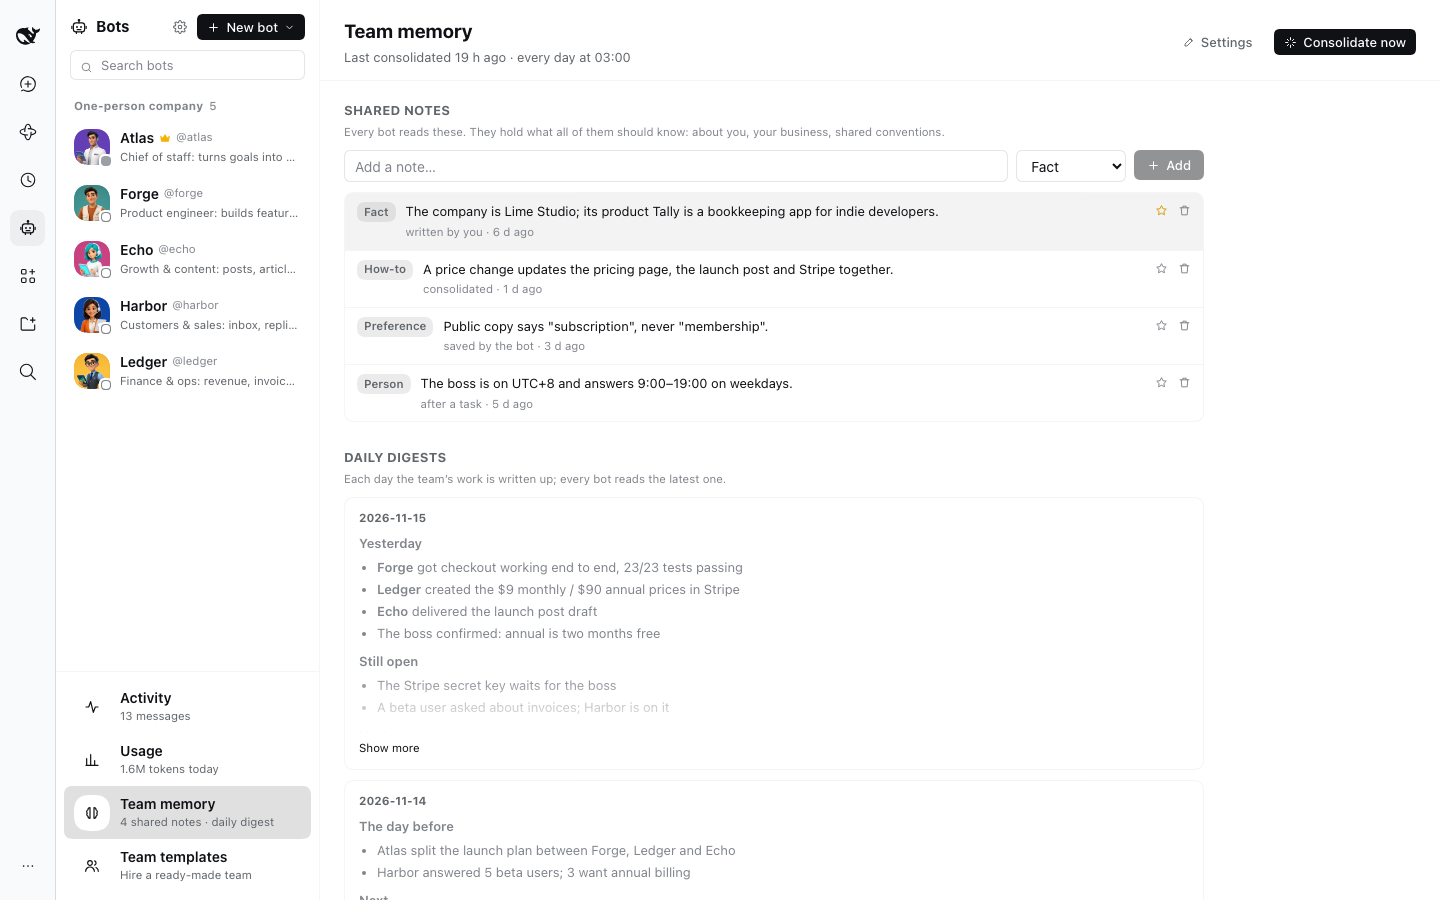 Bots
New bot
Search bots
One-person company 5
Atlas @atlas
Chief of staff: turns goals into ...
Forge @forge
Product engineer: builds featur...
Echo @echo
Growth & content: posts, articl...
Harbor @harbor
Customers & sales: inbox, repli...
Ledger @ledger
Finance & ops: revenue, invoic...
Activity
13 messages
Usage
1.6M tokens today
Team memory
4 shared notes · daily digest
Team templates
Hire a ready-made team
Team memory
Last consolidated 19 h ago · every day at 03:00
Settings
Consolidate now
SHARED NOTES
Every bot reads these. They hold what all of them should know: about you, your business, shared conventions.
Add a note...
Fact
Add
Fact The company is Lime Studio; its product Tally is a bookkeeping app for indie developers.
written by you · 6 d ago
How-to A price change updates the pricing page, the launch post and Stripe together.
consolidated · 1 d ago
Preference Public copy says "subscription", never "membership".
saved by the bot · 3 d ago
Person The boss is on UTC+8 and answers 9:00–19:00 on weekdays.
after a task · 5 d ago
DAILY DIGESTS
Each day the team's work is written up; every bot reads the latest one.
2026-11-15
Yesterday
• Forge got checkout working end to end, 23/23 tests passing
• Ledger created the $9 monthly / $90 annual prices in Stripe
• Echo delivered the launch post draft
• The boss confirmed: annual is two months free
Still open
• The Stripe secret key waits for the boss
• A beta user asked about invoices; Harbor is on it
Show more
2026-11-14
The day before
• Atlas split the launch plan between Forge, Ledger and Echo
• Harbor answered 5 beta users; 3 want annual billing
Next